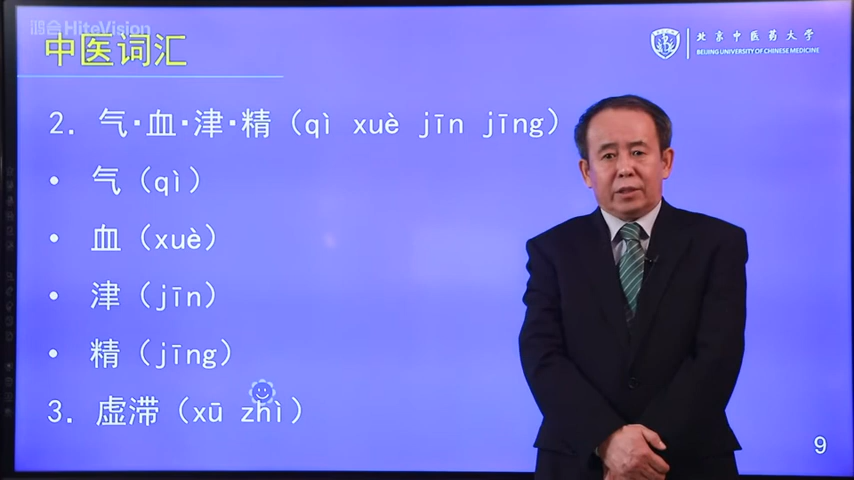 鸿合HiteVision
北京中医药大学
BEIJING UNIVERSITY OF CHINESE MEDICINE
中医词汇
2. 气·血·津·精（qì xuè jīn jīng）
• 气（qì）
• 血（xuè）
• 津（jīn）
• 精（jīng）
3. 虚滞（xū zhì）
9